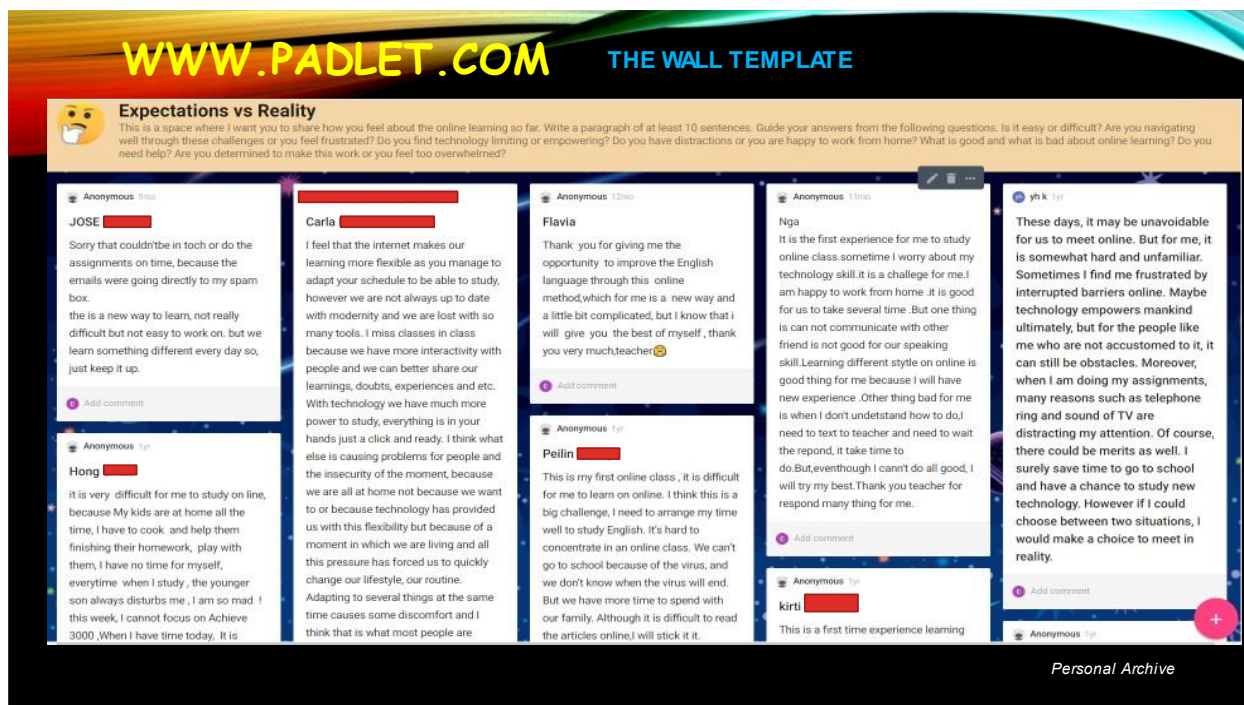 WWW.PADLET.COM
THE WALL TEMPLATE
Expectations vs Reality
This is a space where I want you to share how you feel about the online learning so far. Write a paragraph of at least 10 sentences. Guide your answers from the following questions. Is it easy or difficult? Are you navigating
well through these challenges or you feel frustrated? Do you find technology limiting or empowering? Do you have distractions or you are happy to work from home? What is good and what is bad about online learning? Do you
need help? Are you determined to make this work or you feel too overwhelmed?
Anonymous 9mo
JOSE
Sorry that couldn'tbe in toch or do the
assignments on time, because the
emails were going directly to my spam
box.
the is a new way to learn, not really
difficult but not easy to work on. but we
learn something different every day so,
just keep it up.
Add comment
Anonymous 1yr
Hong
it is very difficult for me to study on line,
because My kids are at home all the
time, I have to cook and help them
finishing their homework, play with
them, I have no time for myself,
everytime when I study , the younger
son always disturbs me , I am so mad !
this week, I cannot focus on Achieve
3000 ,When I have time today, It is
Carla
I feel that the internet makes our
learning more flexible as you manage to
adapt your schedule to be able to study,
however we are not always up to date
with modernity and we are lost with so
many tools. I miss classes in class
because we have more interactivity with
people and we can better share our
learnings, doubts, experiences and etc.
With technology we have much more
power to study, everything is in your
hands just a click and ready. I think what
else is causing problems for people and
the insecurity of the moment, because
we are all at home not because we want
to or because technology has provided
us with this flexibility but because of a
moment in which we are living and all
this pressure has forced us to quickly
change our lifestyle, our routine.
Adapting to several things at the same
time causes some discomfort and I
think that is what most people are
Anonymous 12mo
Flavia
Thank you for giving me the
opportunity to improve the English
language through this online
method,which for me is a new way and
a little bit complicated, but I know that i
will give you the best of myself , thank
you very much,teacher
Add comment
Anonymous 1yr
Peilin
This is my first online class , it is difficult
for me to learn on online. I think this is a
big challenge, I need to arrange my time
well to study English. It's hard to
concentrate in an online class. We can't
go to school because of the virus, and
we don't know when the virus will end.
But we have more time to spend with
our family. Although it is difficult to read
the articles online,I will stick it it.
Anonymous 11mo
Nga
It is the first experience for me to study
online class.sometime I worry about my
technology skill.it is a challege for me.I
am happy to work from home .it is good
for us to take several time .But one thing
is can not communicate with other
friend is not good for our speaking
skill.Learning different stytle on online is
good thing for me because I will have
new experience .Other thing bad for me
is when I don't undetstand how to do,I
need to text to teacher and need to wait
the repond, it take time to
do.But,eventhough I cann't do all good, I
will try my best.Thank you teacher for
respond many thing for me.
Add comment
Anonymous 1yr
kirti
This is a first time experience learning
yh k 1yr
These days, it may be unavoidable
for us to meet online. But for me, it
is somewhat hard and unfamiliar.
Sometimes I find me frustrated by
interrupted barriers online. Maybe
technology empowers mankind
ultimately, but for the people like
me who are not accustomed to it, it
can still be obstacles. Moreover,
when I am doing my assignments,
many reasons such as telephone
ring and sound of TV are
distracting my attention. Of course,
there could be merits as well. I
surely save time to go to school
and have a chance to study new
technology. However if I could
choose between two situations, I
would make a choice to meet in
reality.
Add comment
Anonymous 1yr
Personal Archive